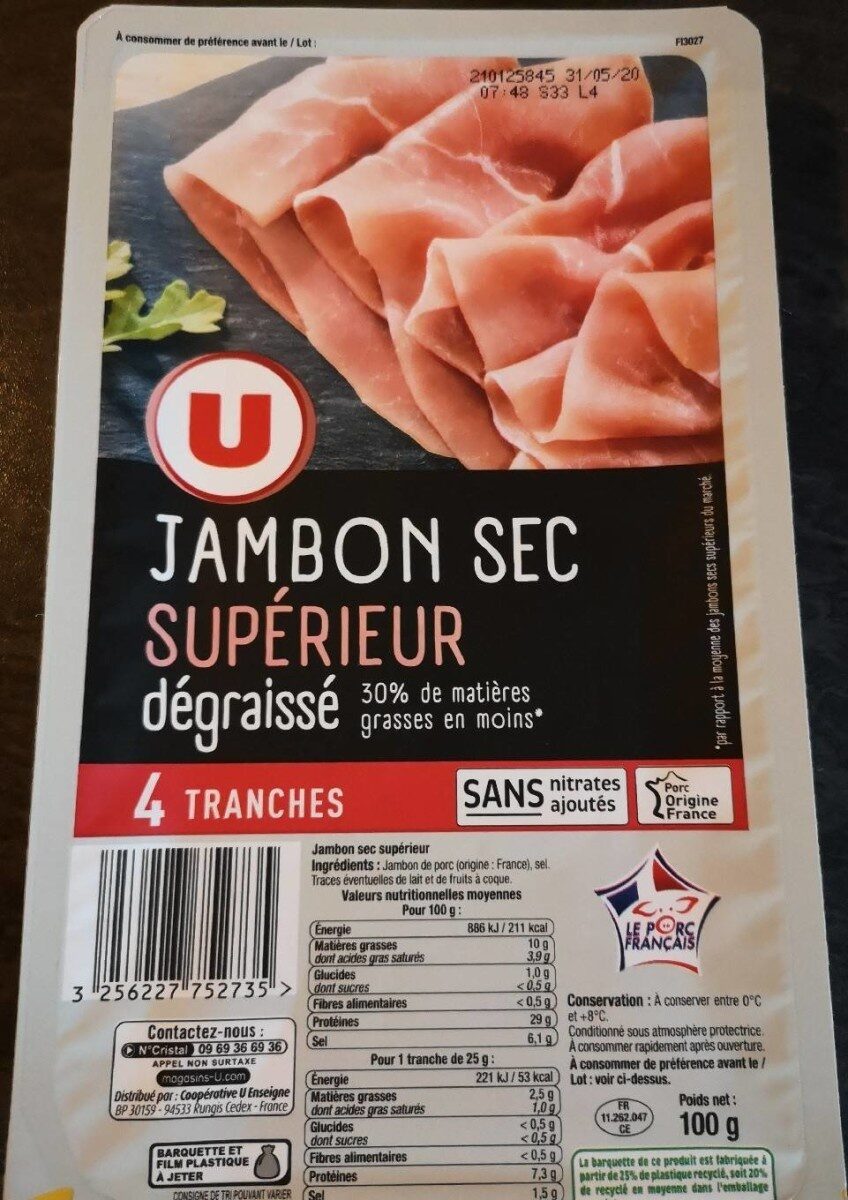 À consommer de préférence avant le / Lot :
FI3027
210125845 31/05/20
07:48 S33 L4
U
JAMBON SEC
SUPÉRIEUR
dégraissé
30% de matières
grasses en moins*
*par rapport à la moyenne des jambons secs supérieurs du marché.
4 TRANCHES
SANS nitrates
ajoutés
Porc
Origine
France
Jambon sec supérieur
Ingrédients : Jambon de porc (origine : France), sel.
Traces éventuelles de lait et de fruits à coque.
Valeurs nutritionnelles moyennes
Pour 100 g :
Énergie 886 kJ / 211 kcal
Matières grasses 10 g
dont acides gras saturés 3,9 g
Glucides 1,0 g
dont sucres < 0,5 g
Fibres alimentaires < 0,5 g
Protéines 29 g
Sel 6,1 g
Pour 1 tranche de 25 g :
Énergie 221 kJ / 53 kcal
Matières grasses 2,5 g
dont acides gras saturés 1,0 g
Glucides < 0,5 g
dont sucres < 0,5 g
Fibres alimentaires < 0,5 g
Protéines 7,3 g
Sel 1,5 g
3 256227 752735 >
Contactez-nous :
N°Cristal 09 69 36 69 36
APPEL NON SURTAXE
magasins-U.com
Distribué par : Coopérative U Enseigne
BP 30159 - 94533 Rungis Cedex - France
BARQUETTE ET
FILM PLASTIQUE
À JETER
CONSIGNE DE TRI POUVANT VARIER
LE PORC
FRANÇAIS
Conservation : À conserver entre 0°C
et +8°C.
Conditionné sous atmosphère protectrice.
À consommer rapidement après ouverture.
À consommer de préférence avant le /
Lot : voir ci-dessus.
FR
11.262.047
CE
Poids net :
100 g
La barquette de ce produit est fabriquée à
partir de 25% de plastique recyclé, soit 20%
de recyclé en moyenne dans l'emballage